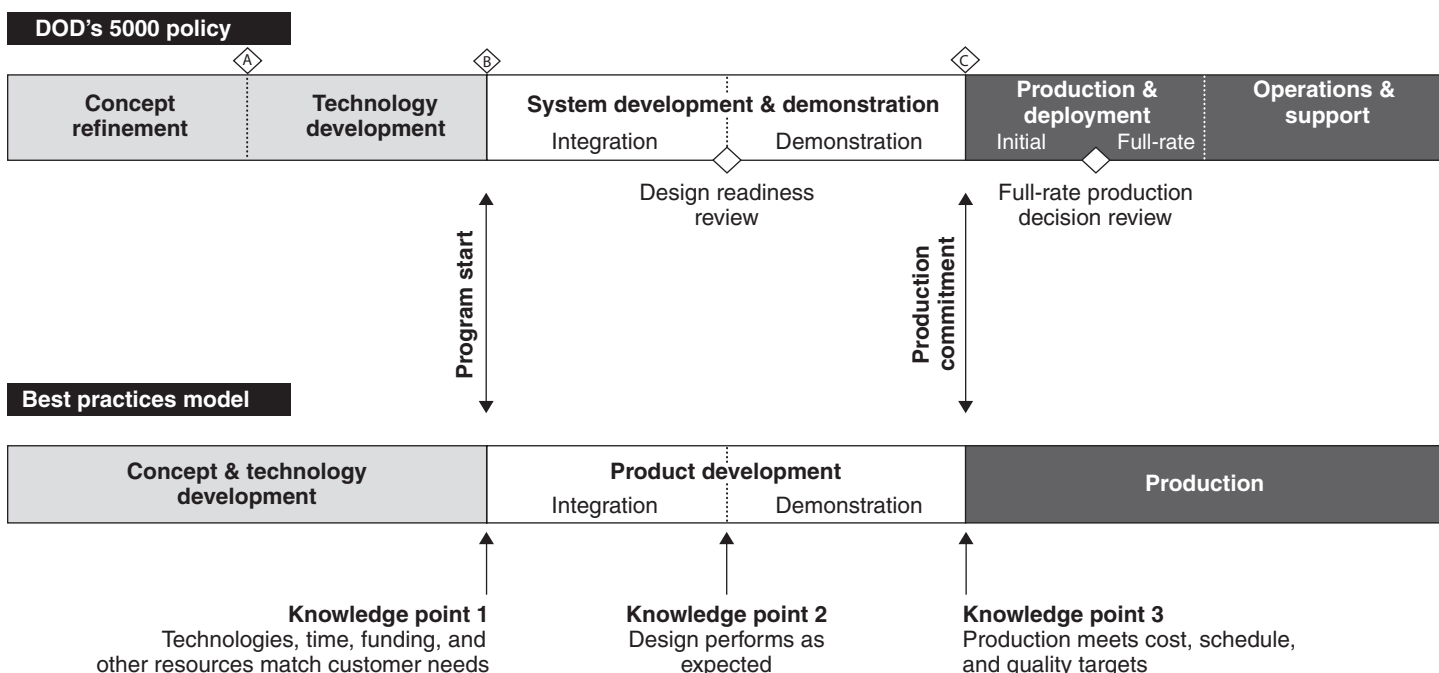 DOD's 5000 policy
A
B
C
Concept
refinement
Technology
development
System development & demonstration
Integration
Demonstration
Production &
deployment
Initial
Full-rate
Operations &
support
Design readiness
review
Full-rate production
decision review
Program start
Production
commitment
Best practices model
Concept & technology
development
Product development
Integration
Demonstration
Production
Knowledge point 1
Technologies, time, funding, and
other resources match customer needs
Knowledge point 2
Design performs as
expected
Knowledge point 3
Production meets cost, schedule,
and quality targets